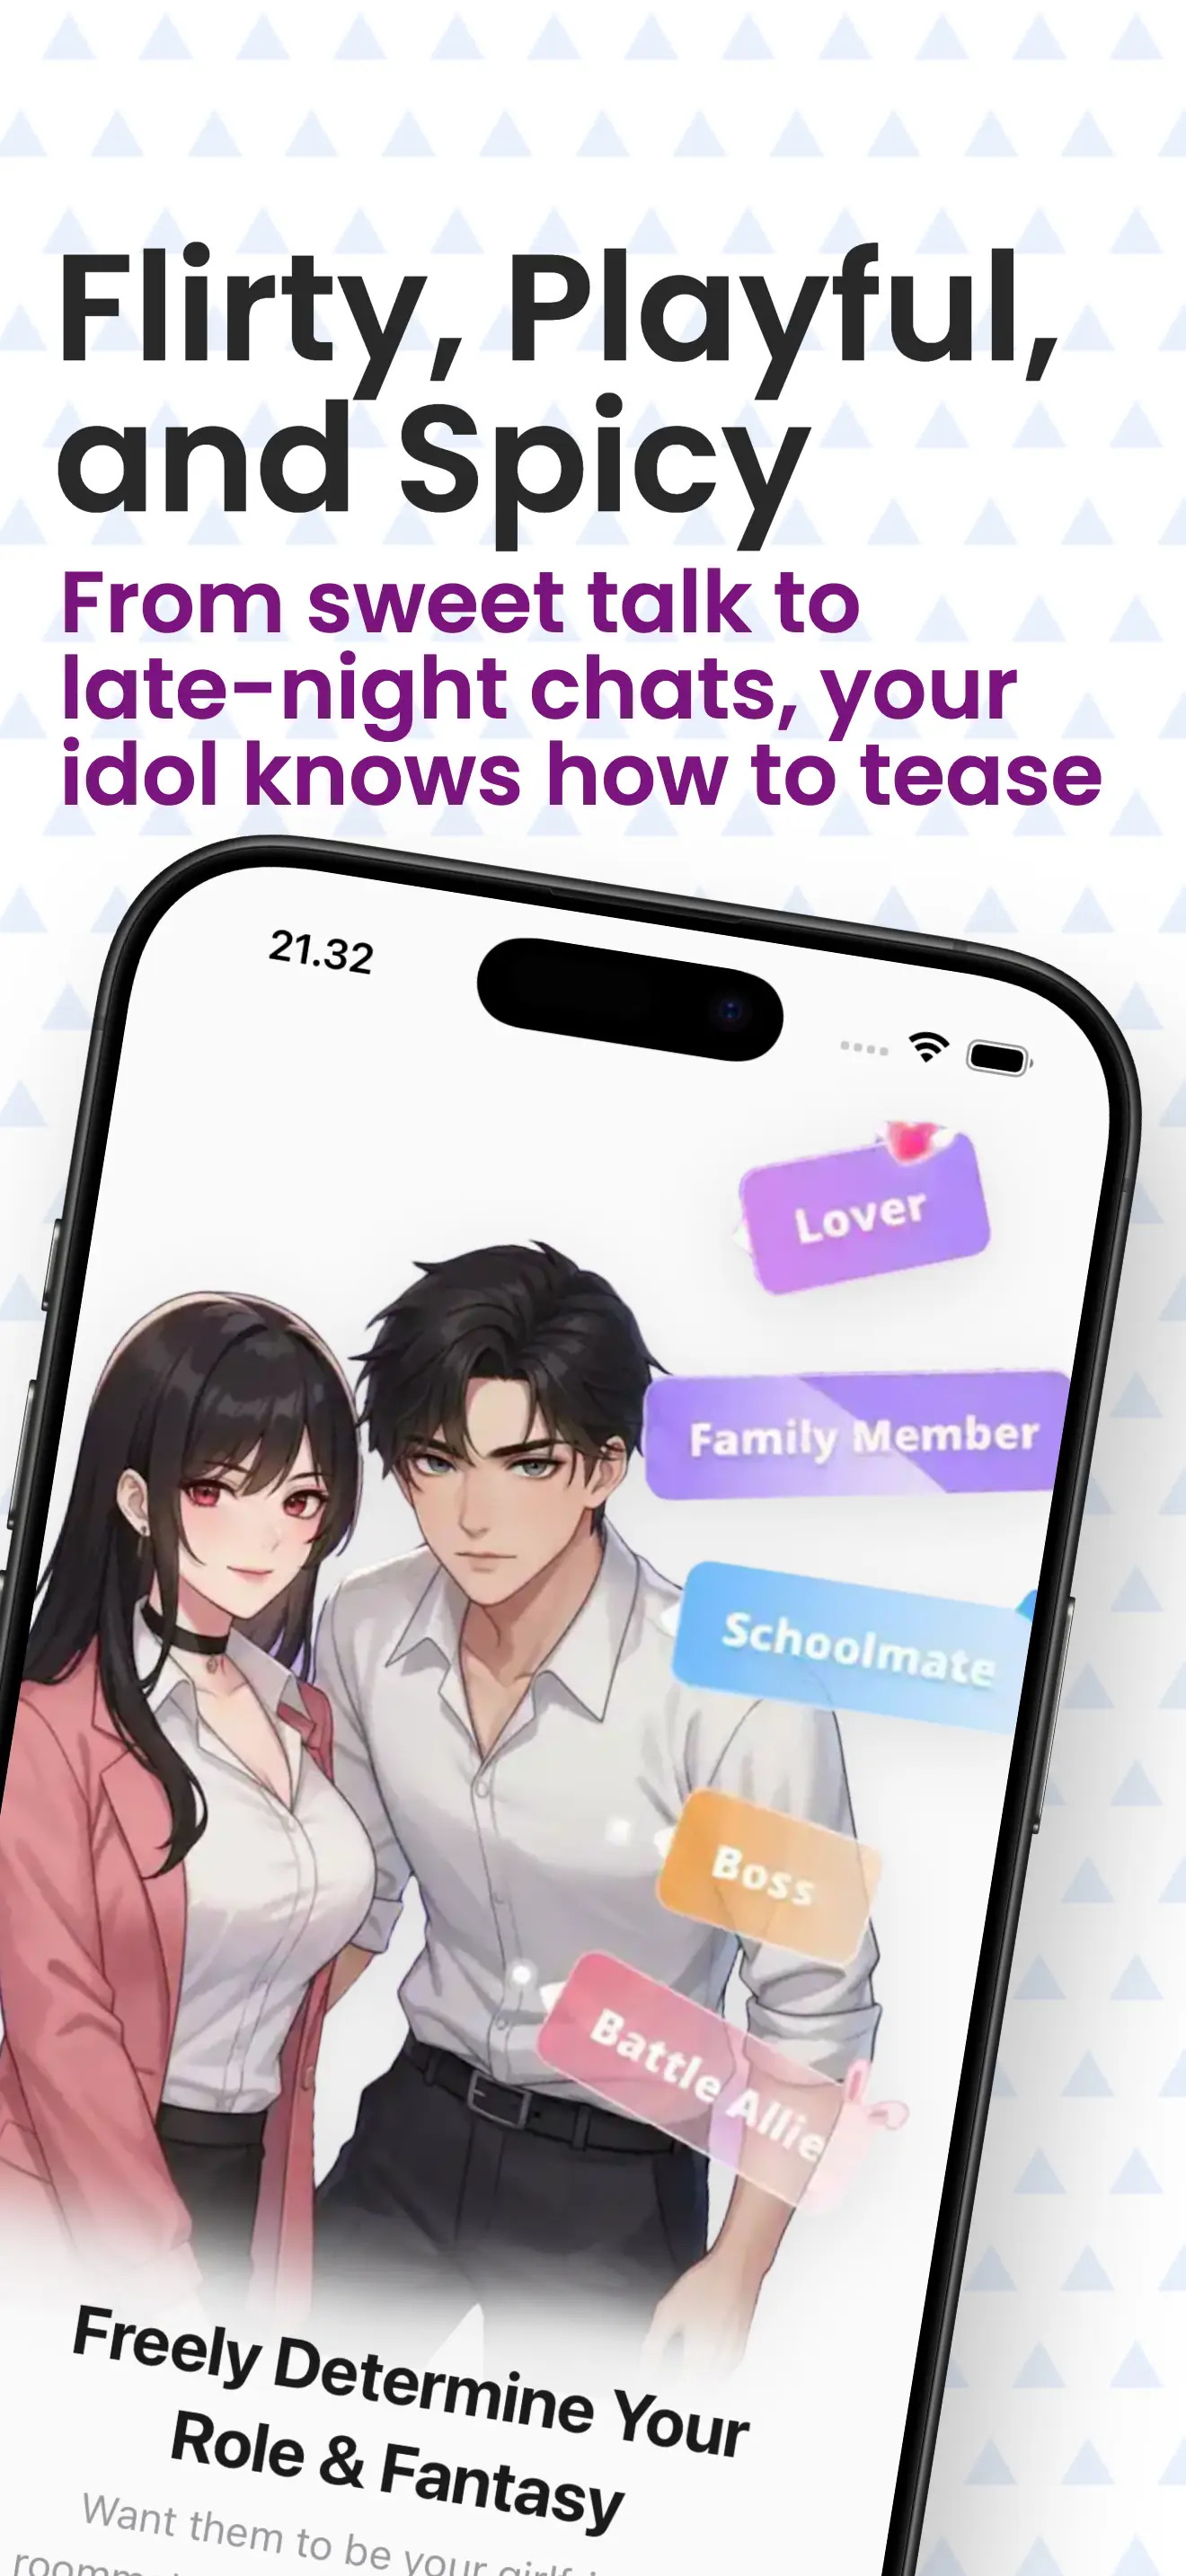 Flirty, Playful,
and Spicy
From sweet talk to
late-night chats, your
idol knows how to tease
21.32
Lover
Family Member
Schoolmate
Boss
Battle Allie
Freely Determine Your
Role & Fantasy
Want them to be your